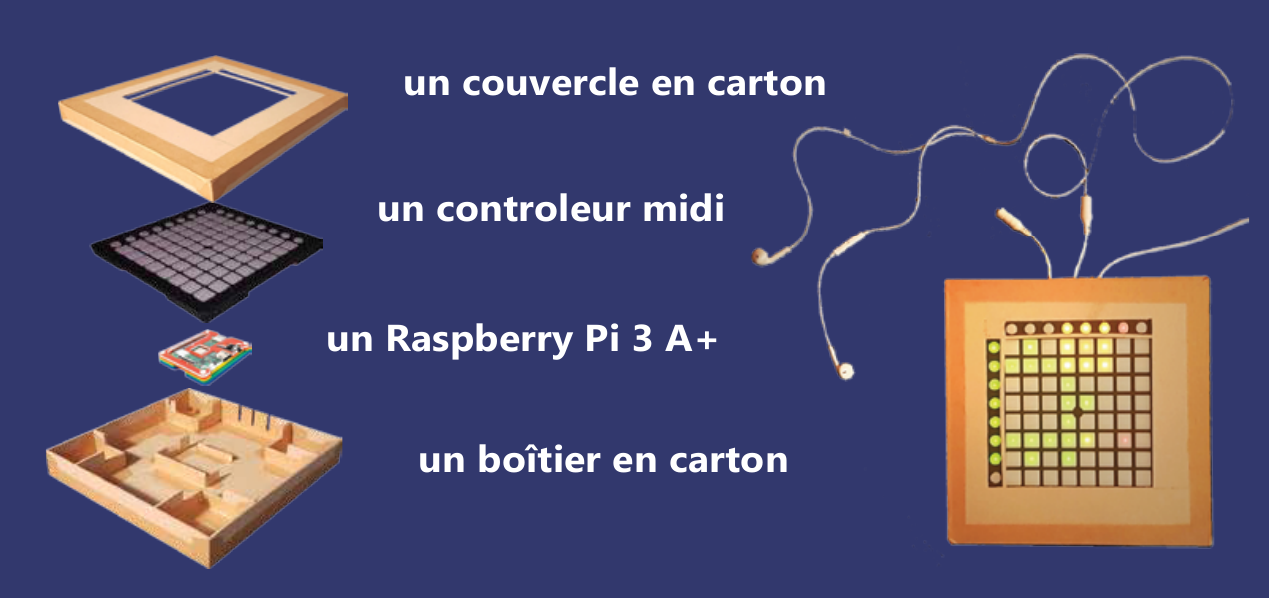 un couvercle en carton
un controleur midi
un Raspberry Pi 3 A+
un boîtier en carton